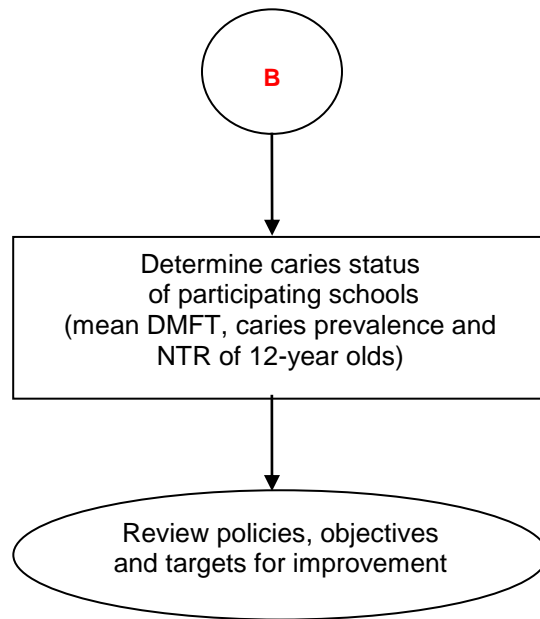 B
Determine caries status
of participating schools
(mean DMFT, caries prevalence and
NTR of 12-year olds)
Review policies, objectives
and targets for improvement